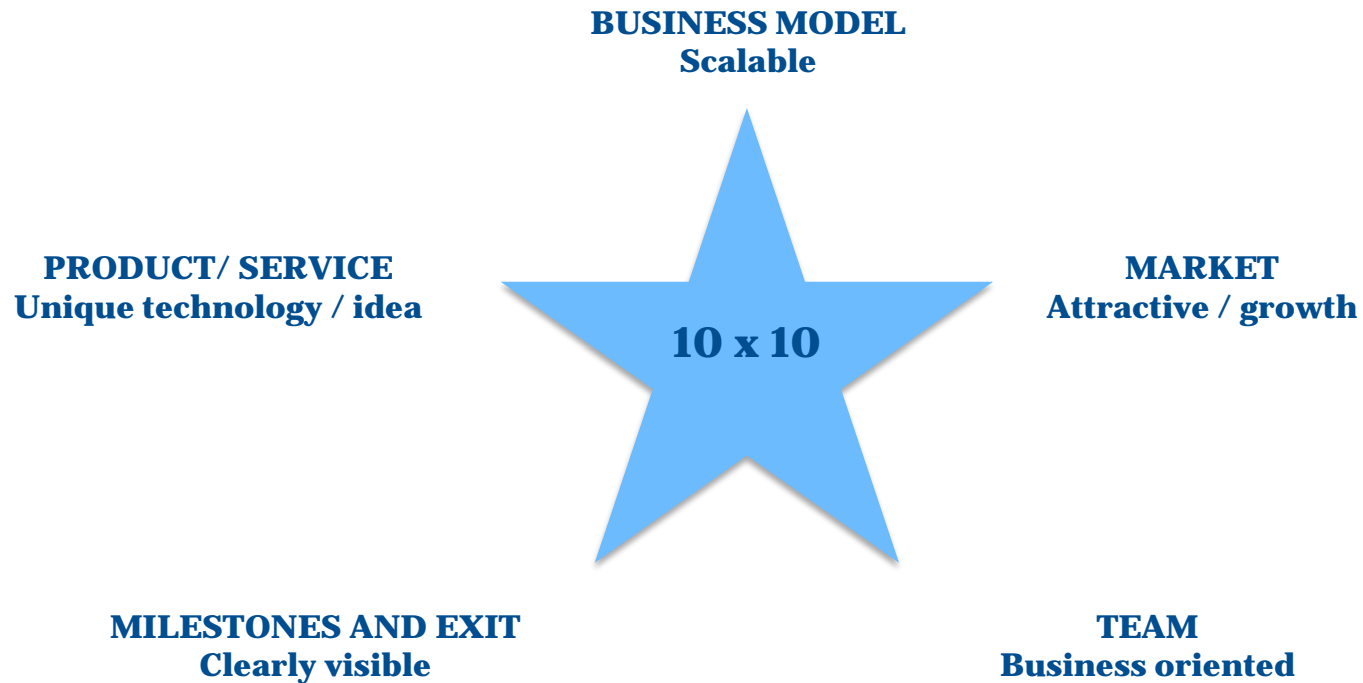 BUSINESS MODEL
Scalable
PRODUCT/ SERVICE
Unique technology / idea
MARKET
Attractive / growth
10 x 10
MILESTONES AND EXIT
Clearly visible
TEAM
Business oriented